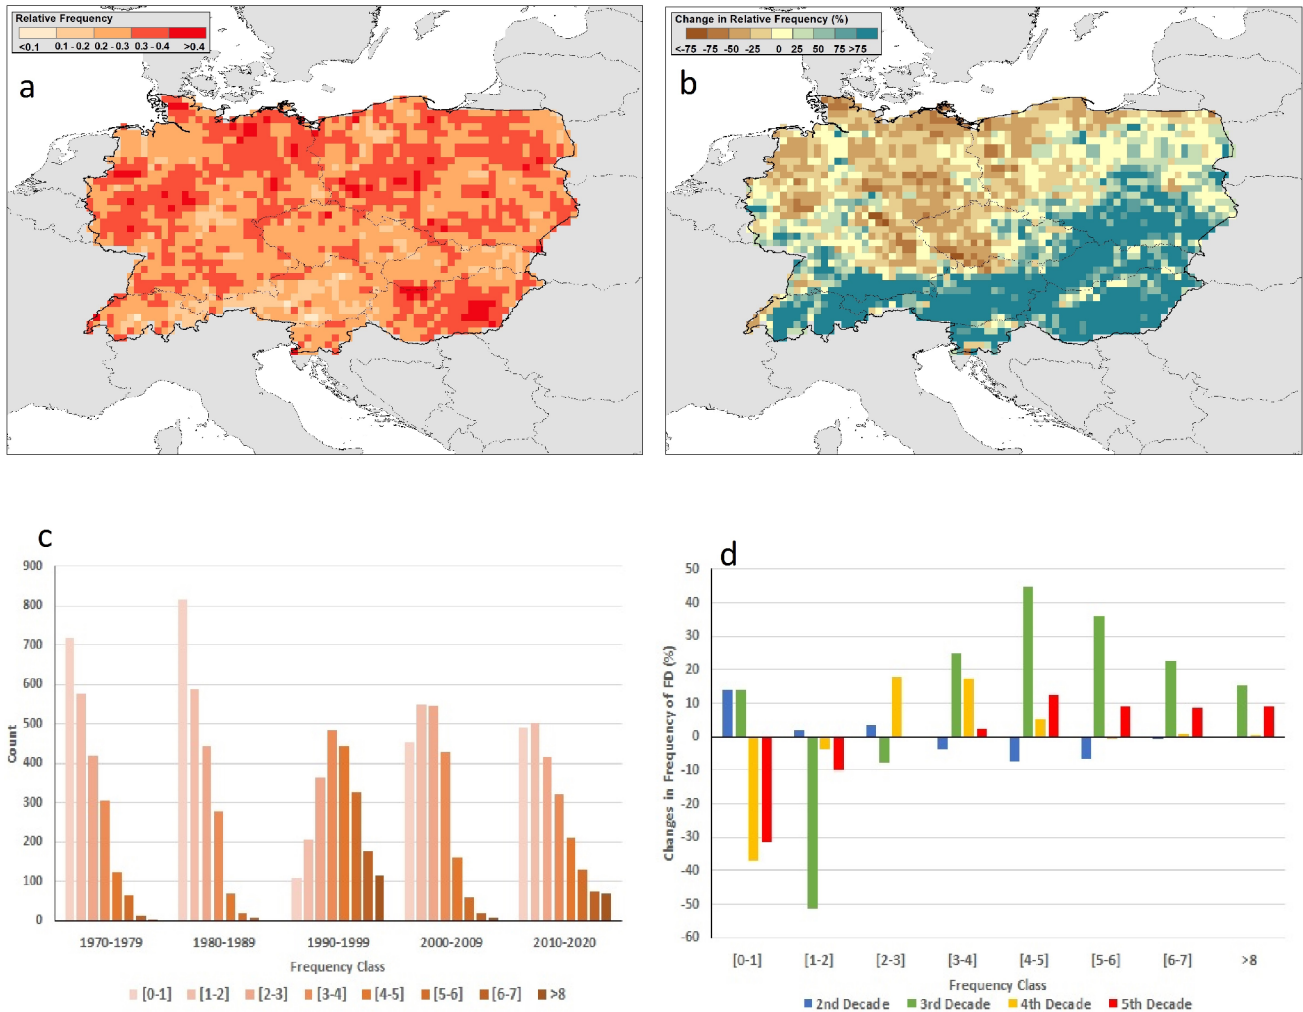 Relative Frequency
<0.1 0.1 - 0.2 0.2 - 0.3 0.3 - 0.4 >0.4
a
Change in Relative Frequency (%)
<-75 -75 -50 -25 0 25 50 75 >75
b
c
900
800
700
600
500
400
300
200
100
0
Count
1970-1979 1980-1989 1990-1999 2000-2009 2010-2020
Frequency Class
[0-1] [1-2] [2-3] [3-4] [4-5] [5-6] [6-7] >8
d
50
40
30
20
10
0
-10
-20
-30
-40
-50
-60
Changes in Frequency of FD (%)
[0-1] [1-2] [2-3] [3-4] [4-5] [5-6] [6-7] >8
Frequency Class
2nd Decade 3rd Decade 4th Decade 5th Decade